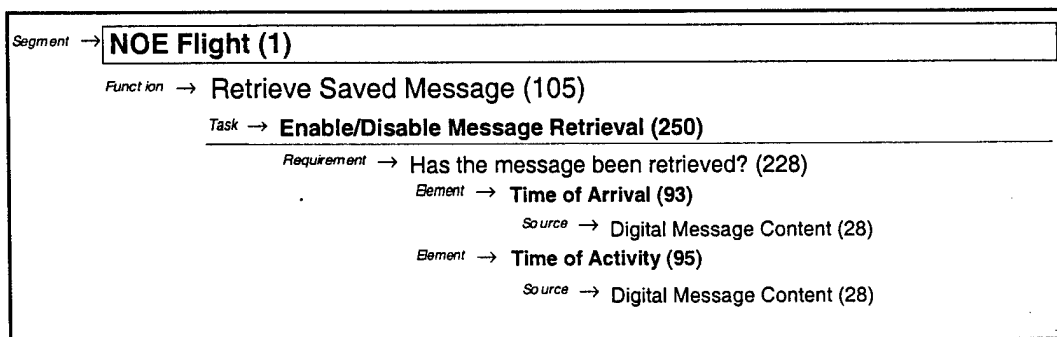 Segment → NOE Flight (1)
Function → Retrieve Saved Message (105)
Task → Enable/Disable Message Retrieval (250)
Requirement → Has the message been retrieved? (228)
Element → Time of Arrival (93)
Source → Digital Message Content (28)
Element → Time of Activity (95)
Source → Digital Message Content (28)